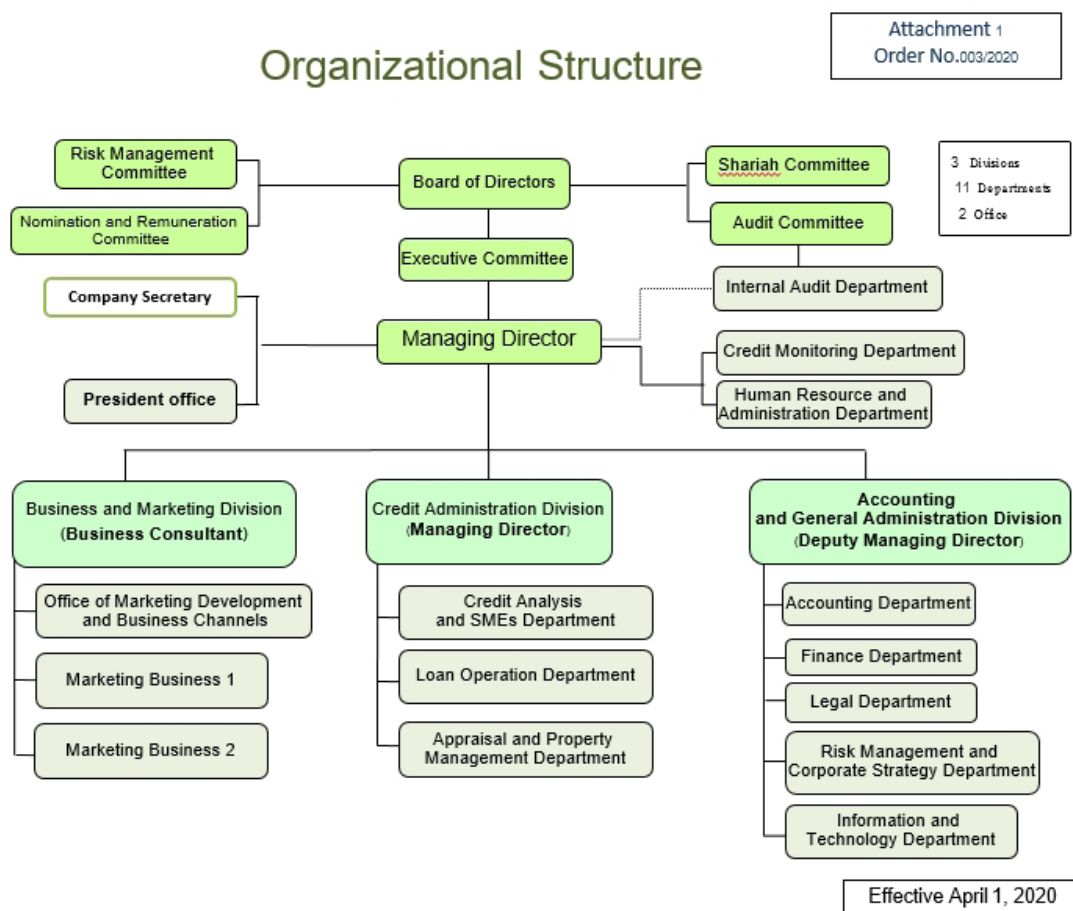 Attachment 1
Order No.003/2020
Organizational Structure
Risk Management
Committee
Board of Directors
Shariah Committee
3 Divisions
11 Departments
2 Office
Nomination and Remuneration
Committee
Audit Committee
Executive Committee
Company Secretary
Internal Audit Department
Managing Director
Credit Monitoring Department
President office
Human Resource and
Administration Department
Business and Marketing Division
(Business Consultant)
Credit Administration Division
(Managing Director)
Accounting
and General Administration Division
(Deputy Managing Director)
Office of Marketing Development
and Business Channels
Marketing Business 1
Marketing Business 2
Credit Analysis
and SMEs Department
Loan Operation Department
Appraisal and Property
Management Department
Accounting Department
Finance Department
Legal Department
Risk Management and
Corporate Strategy Department
Information and
Technology Department
Effective April 1, 2020